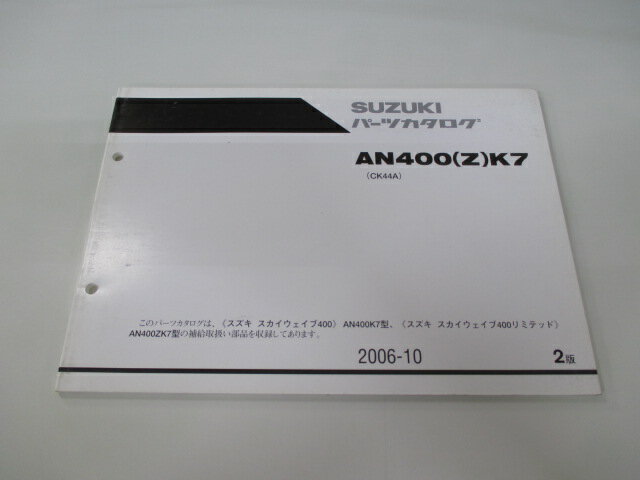 SUZUKI
パーツカタログ
AN400(Z)K7
(CK44A)
このパーツカタログは、《スズキ スカイウェイブ400》 AN400K7型、《スズキ スカイウェイブ400リミテッド》
AN400ZK7型の補給取扱い部品を収録してあります。
2006-10 2版